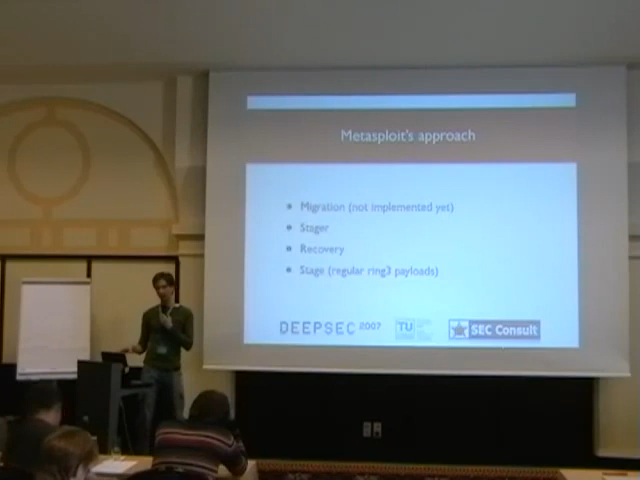 Metasploit's approach
Migration (not implemented yet)
Stager
Recovery
Stage (regular ring3 payloads)
DEEPSEC 2007
TU
SEC Consult